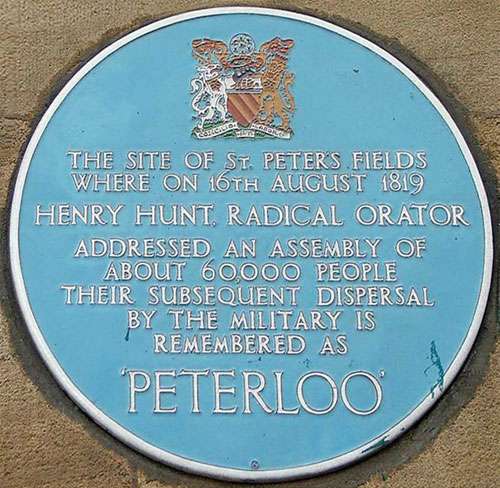 THE SITE OF ST. PETER'S FIELDS
WHERE ON 16TH AUGUST 1819
HENRY HUNT, RADICAL ORATOR
ADDRESSED AN ASSEMBLY OF
ABOUT 60,000 PEOPLE
THEIR SUBSEQUENT DISPERSAL
BY THE MILITARY IS
REMEMBERED AS
'PETERLOO'